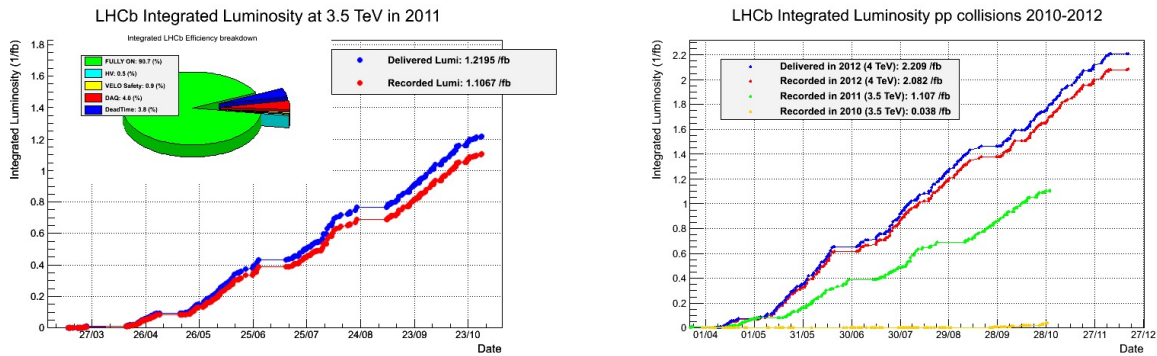 LHCb Integrated Luminosity at 3.5 TeV in 2011
Integrated LHCb Efficiency breakdown
FULLY ON: 90.7 (%)
HV: 0.5 (%)
VELO Safety: 0.9 (%)
DAQ: 4.0 (%)
DeadTime: 3.8 (%)
Delivered Lumi: 1.2195 /fb
Recorded Lumi: 1.1067 /fb
Integrated Luminosity (1/fb)
1.8
1.6
1.4
1.2
1
0.8
0.6
0.4
0.2
0
27/03
26/04
26/05
25/06
25/07
24/08
23/09
23/10
Date
LHCb Integrated Luminosity pp collisions 2010-2012
Delivered in 2012 (4 TeV): 2.209 /fb
Recorded in 2012 (4 TeV): 2.082 /fb
Recorded in 2011 (3.5 TeV): 1.107 /fb
Recorded in 2010 (3.5 TeV): 0.038 /fb
Integrated Luminosity (1/fb)
2.2
2
1.8
1.6
1.4
1.2
1
0.8
0.6
0.4
0.2
0
01/04
01/05
31/05
30/06
30/07
29/08
28/09
28/10
27/11
27/12
Date